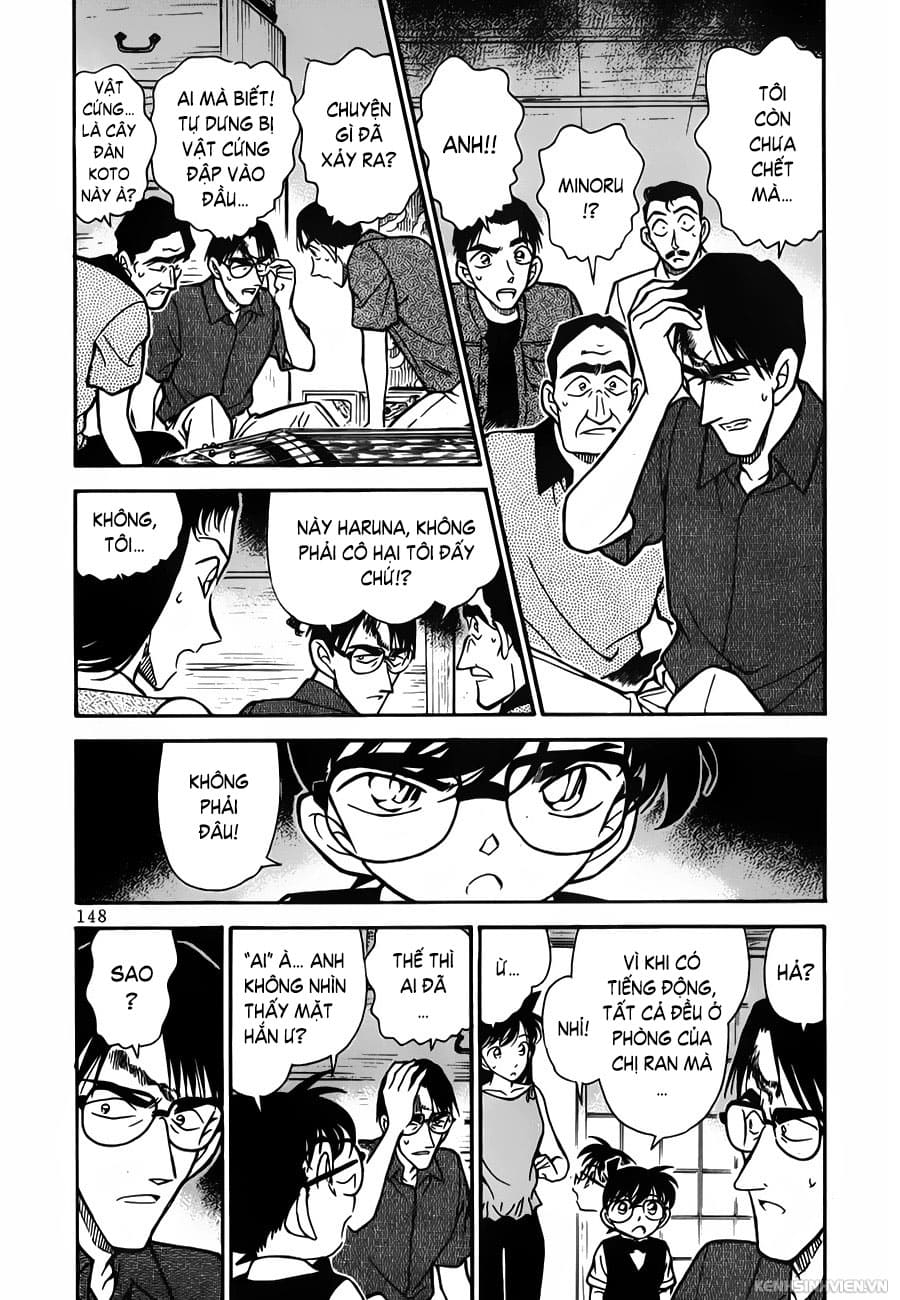 TÔI
CÒN
CHƯA
CHẾT
MÀ...
MINORU
!?
ANH!!
CHUYỆN
GÌ ĐÃ
XẢY RA?
AI MÀ BIẾT!
TỰ DƯNG BỊ
VẬT CỨNG
ĐẬP VÀO
ĐẦU...
VẬT
CỨNG...
LÀ CÂY
ĐÀN
KOTO
NÀY À?
NÀY HARUNA, KHÔNG
PHẢI CÔ HẠI TÔI ĐẤY
CHỨ!?
KHÔNG,
TÔI...
KHÔNG
PHẢI
ĐÂU!
148
HẢ?
VÌ KHI CÓ
TIẾNG ĐỘNG,
TẤT CẢ ĐỀU Ở
PHÒNG CỦA
CHỊ RAN MÀ
...
NHỈ!
Ừ...
THẾ THÌ
AI ĐÃ
...
"AI" À... ANH
KHÔNG NHÌN
THẤY MẶT
HẮN Ư?
SAO
?
KENHSINHVIEN.VN